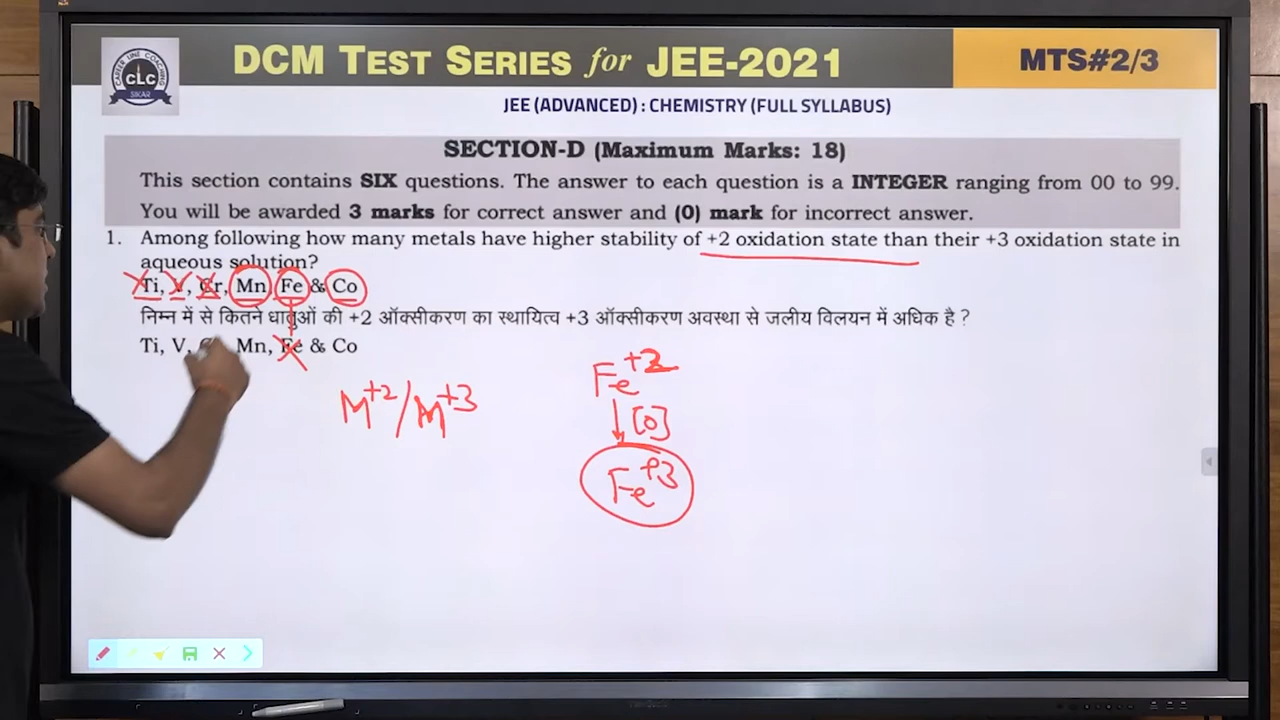 DCM TEST SERIES for JEE-2021
MTS#2/3
CAREER LINE COACHING
CLC
SIKAR
JEE (ADVANCED) : CHEMISTRY (FULL SYLLABUS)
SECTION-D (Maximum Marks: 18)
This section contains SIX questions. The answer to each question is a INTEGER ranging from 00 to 99.
You will be awarded 3 marks for correct answer and (0) mark for incorrect answer.
1. Among following how many metals have higher stability of +2 oxidation state than their +3 oxidation state in
aqueous solution?
Ti, V, Cr, Mn, Fe & Co
निम्न में से कितने धातुओं की +2 ऑक्सीकरण का स्थायित्व +3 ऑक्सीकरण अवस्था से जलीय विलयन में अधिक है ?
Ti, V, Mn, Fe & Co
M+2/M+3
Fe+2
[O]
Fe+3